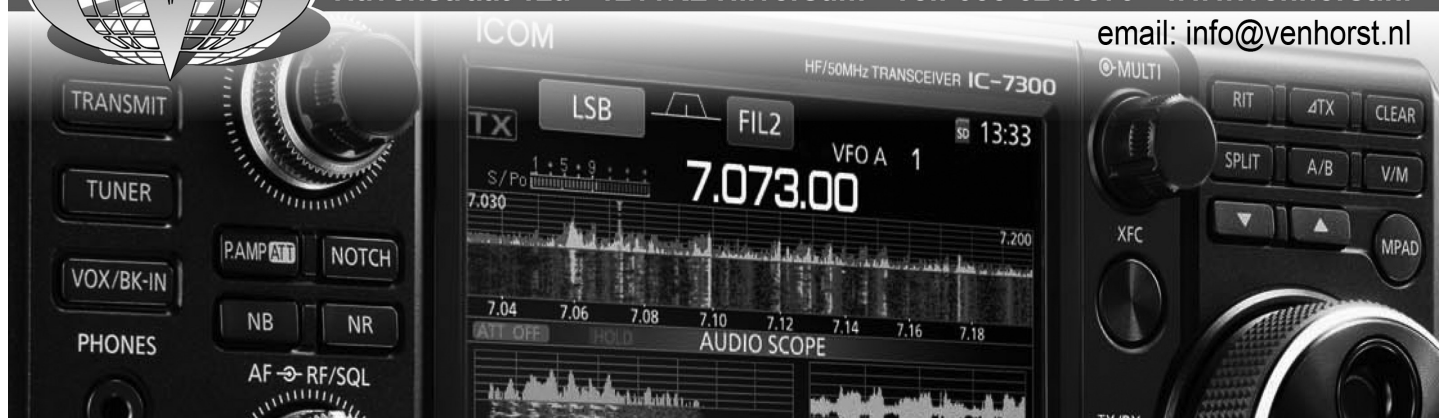 email: info@venhorst.nl
ICOM
HF/50MHz TRANSCEIVER IC-7300
MULTI
TRANSMIT
TUNER
VOX/BK-IN
PHONES
P.AMP ATT
NOTCH
NB
NR
AF RF/SQL
TX
LSB
FIL2
SD 13:33
VFO A 1
S/Po 1 • 5 • 9 • • •
7.073.00
7.030
7.200
7.04 7.06 7.08 7.10 7.12 7.14 7.16 7.18
ATT OFF
HOLD
AUDIO SCOPE
RIT
⊿TX
CLEAR
SPLIT
A/B
V/M
▼
▲
XFC
MPAD